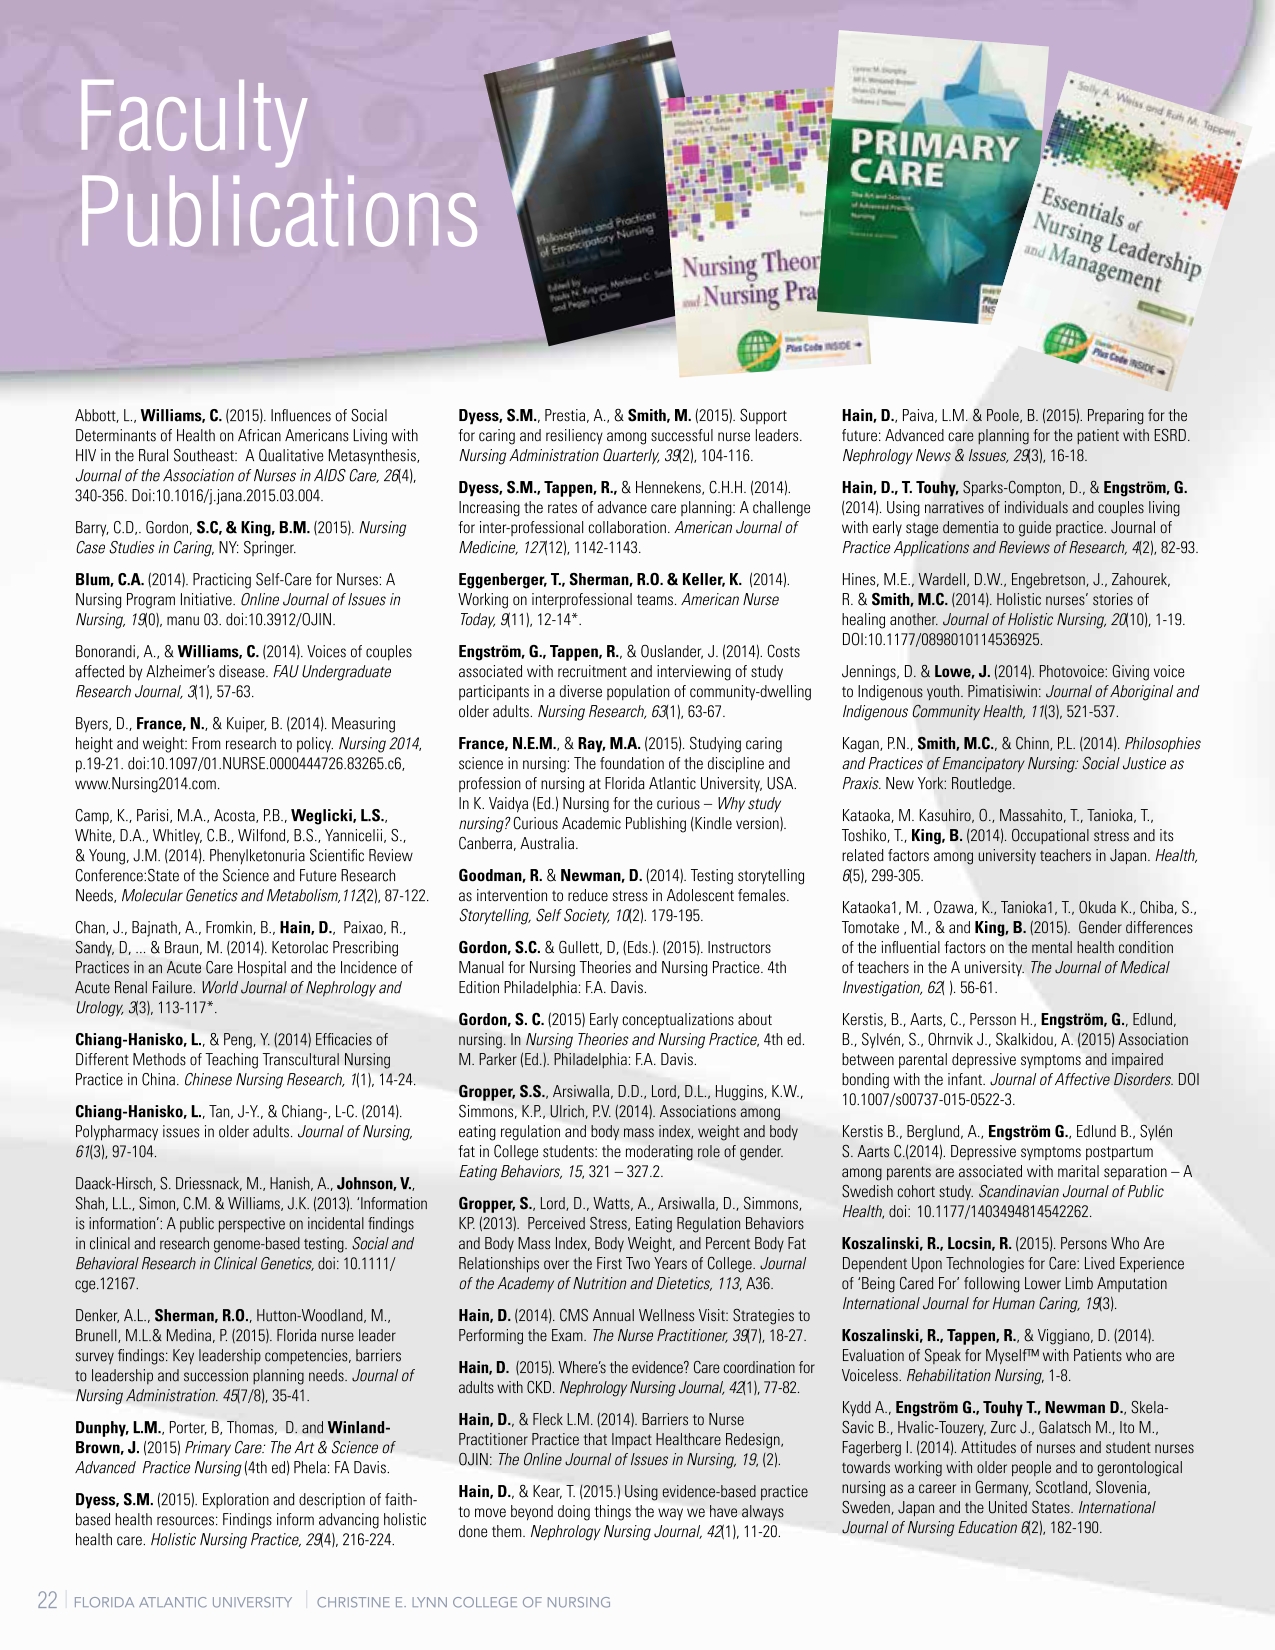 Faculty
Publications
Philosophies and Practices
of Emancipatory Nursing
Social Justice as Praxis
Edited by
Paula N. Kagan, Marlaine C. Smith
and Peggy L. Chinn
Marlaine C. Smith and
Marilyn E. Parker
Fourth
Nursing Theor
and Nursing Pra
Plus Code INSIDE
Lynne M. Dunphy
Jill E. Winland-Brown
Brian O. Porter
Debera J. Thomas
PRIMARY
CARE
The Art and Science
of Advanced Practice
Nursing
Plus
INS
Sally A. Weiss and Ruth M. Tappen
Essentials of
Nursing Leadership
and Management
Plus Code INSIDE
Abbott, L., Williams, C. (2015). Influences of Social
Determinants of Health on African Americans Living with
HIV in the Rural Southeast:  A Qualitative Metasynthesis,
Journal of the Association of Nurses in AIDS Care, 26(4),
340-356. Doi:10.1016/j.jana.2015.03.004.
Barry, C.D,. Gordon, S.C, & King, B.M. (2015). Nursing
Case Studies in Caring, NY: Springer.
Blum, C.A. (2014). Practicing Self-Care for Nurses: A
Nursing Program Initiative. Online Journal of Issues in
Nursing, 19(0), manu 03. doi:10.3912/OJIN.
Bonorandi, A., & Williams, C. (2014). Voices of couples
affected by Alzheimer's disease. FAU Undergraduate
Research Journal, 3(1), 57-63.
Byers, D., France, N., & Kuiper, B. (2014). Measuring
height and weight: From research to policy. Nursing 2014,
p.19-21. doi:10.1097/01.NURSE.0000444726.83265.c6,
www.Nursing2014.com.
Camp, K., Parisi, M.A., Acosta, P.B., Weglicki, L.S.,
White, D.A., Whitley, C.B., Wilfond, B.S., Yannicelii, S.,
& Young, J.M. (2014). Phenylketonuria Scientific Review
Conference:State of the Science and Future Research
Needs, Molecular Genetics and Metabolism,112(2), 87-122.
Chan, J., Bajnath, A., Fromkin, B., Hain, D.,  Paixao, R.,
Sandy, D, ... & Braun, M. (2014). Ketorolac Prescribing
Practices in an Acute Care Hospital and the Incidence of
Acute Renal Failure. World Journal of Nephrology and
Urology, 3(3), 113-117*.
Chiang-Hanisko, L., & Peng, Y. (2014) Efficacies of
Different Methods of Teaching Transcultural Nursing
Practice in China. Chinese Nursing Research, 1(1), 14-24.
Chiang-Hanisko, L., Tan, J-Y., & Chiang-, L-C. (2014).
Polypharmacy issues in older adults. Journal of Nursing,
61(3), 97-104.
Daack-Hirsch, S. Driessnack, M., Hanish, A., Johnson, V.,
Shah, L.L., Simon, C.M. & Williams, J.K. (2013). 'Information
is information': A public perspective on incidental findings
in clinical and research genome-based testing. Social and
Behavioral Research in Clinical Genetics, doi: 10.1111/
cge.12167.
Denker, A.L., Sherman, R.O., Hutton-Woodland, M.,
Brunell, M.L.& Medina, P. (2015). Florida nurse leader
survey findings: Key leadership competencies, barriers
to leadership and succession planning needs. Journal of
Nursing Administration. 45(7/8), 35-41.
Dunphy, L.M., Porter, B, Thomas,  D. and Winland-
Brown, J. (2015) Primary Care: The Art & Science of
Advanced  Practice Nursing (4th ed) Phela: FA Davis.
Dyess, S.M. (2015). Exploration and description of faith-
based health resources: Findings inform advancing holistic
health care. Holistic Nursing Practice, 29(4), 216-224.
Dyess, S.M., Prestia, A., & Smith, M. (2015). Support
for caring and resiliency among successful nurse leaders.
Nursing Administration Quarterly, 39(2), 104-116.
Dyess, S.M., Tappen, R., & Hennekens, C.H.H. (2014).
Increasing the rates of advance care planning: A challenge
for inter-professional collaboration. American Journal of
Medicine, 127(12), 1142-1143.
Eggenberger, T., Sherman, R.O. & Keller, K.  (2014).
Working on interprofessional teams. American Nurse
Today, 9(11), 12-14*.
Engström, G., Tappen, R., & Ouslander, J. (2014). Costs
associated with recruitment and interviewing of study
participants in a diverse population of community-dwelling
older adults. Nursing Research, 63(1), 63-67.
France, N.E.M., & Ray, M.A. (2015). Studying caring
science in nursing: The foundation of the discipline and
profession of nursing at Florida Atlantic University, USA.
In K. Vaidya (Ed.) Nursing for the curious – Why study
nursing? Curious Academic Publishing (Kindle version).
Canberra, Australia.
Goodman, R. & Newman, D. (2014). Testing storytelling
as intervention to reduce stress in Adolescent females.
Storytelling, Self Society, 10(2). 179-195.
Gordon, S.C. & Gullett, D, (Eds.). (2015). Instructors
Manual for Nursing Theories and Nursing Practice. 4th
Edition Philadelphia: F.A. Davis.
Gordon, S. C. (2015) Early conceptualizations about
nursing. In Nursing Theories and Nursing Practice, 4th ed.
M. Parker (Ed.). Philadelphia: F.A. Davis.
Gropper, S.S., Arsiwalla, D.D., Lord, D.L., Huggins, K.W.,
Simmons, K.P., Ulrich, P.V. (2014). Associations among
eating regulation and body mass index, weight and body
fat in College students: the moderating role of gender.
Eating Behaviors, 15, 321 – 327.2.
Gropper, S., Lord, D., Watts, A., Arsiwalla, D., Simmons,
KP. (2013).  Perceived Stress, Eating Regulation Behaviors
and Body Mass Index, Body Weight, and Percent Body Fat
Relationships over the First Two Years of College. Journal
of the Academy of Nutrition and Dietetics, 113, A36.
Hain, D. (2014). CMS Annual Wellness Visit: Strategies to
Performing the Exam. The Nurse Practitioner, 39(7), 18-27.
Hain, D.  (2015). Where's the evidence? Care coordination for
adults with CKD. Nephrology Nursing Journal, 42(1), 77-82.
Hain, D., & Fleck L.M. (2014). Barriers to Nurse
Practitioner Practice that Impact Healthcare Redesign,
OJIN: The Online Journal of Issues in Nursing, 19, (2).
Hain, D., & Kear, T. (2015.) Using evidence-based practice
to move beyond doing things the way we have always
done them. Nephrology Nursing Journal, 42(1), 11-20.
Hain, D., Paiva, L.M. & Poole, B. (2015). Preparing for the
future: Advanced care planning for the patient with ESRD.
Nephrology News & Issues, 29(3), 16-18.
Hain, D., T. Touhy, Sparks-Compton, D., & Engström, G.
(2014). Using narratives of individuals and couples living
with early stage dementia to guide practice. Journal of
Practice Applications and Reviews of Research, 4(2), 82-93.
Hines, M.E., Wardell, D.W., Engebretson, J., Zahourek,
R. & Smith, M.C. (2014). Holistic nurses' stories of
healing another. Journal of Holistic Nursing, 20(10), 1-19.
DOI:10.1177/0898010114536925.
Jennings, D. & Lowe, J. (2014). Photovoice: Giving voice
to Indigenous youth. Pimatisiwin: Journal of Aboriginal and
Indigenous Community Health, 11(3), 521-537.
Kagan, P.N., Smith, M.C., & Chinn, P.L. (2014). Philosophies
and Practices of Emancipatory Nursing: Social Justice as
Praxis. New York: Routledge.
Kataoka, M. Kasuhiro, O., Massahito, T., Tanioka, T.,
Toshiko, T., King, B. (2014). Occupational stress and its
related factors among university teachers in Japan. Health,
6(5), 299-305.
Kataoka1, M. , Ozawa, K., Tanioka1, T., Okuda K., Chiba, S.,
Tomotake , M., & and King, B. (2015).  Gender differences
of the influential factors on the mental health condition
of teachers in the A university. The Journal of Medical
Investigation, 62( ). 56-61.
Kerstis, B., Aarts, C., Persson H., Engström, G., Edlund,
B., Sylvén, S., Ohrnvik J., Skalkidou, A. (2015) Association
between parental depressive symptoms and impaired
bonding with the infant. Journal of Affective Disorders. DOI
10.1007/s00737-015-0522-3.
Kerstis B., Berglund, A., Engström G., Edlund B., Sylén
S. Aarts C.(2014). Depressive symptoms postpartum
among parents are associated with marital separation – A
Swedish cohort study. Scandinavian Journal of Public
Health, doi: 10.1177/1403494814542262.
Koszalinski, R., Locsin, R. (2015). Persons Who Are
Dependent Upon Technologies for Care: Lived Experience
of 'Being Cared For' following Lower Limb Amputation
International Journal for Human Caring, 19(3).
Koszalinski, R., Tappen, R., & Viggiano, D. (2014).
Evaluation of Speak for Myself™ with Patients who are
Voiceless. Rehabilitation Nursing, 1-8.
Kydd A., Engström G., Touhy T., Newman D., Skela-
Savic B., Hvalic-Touzery, Zurc J., Galatsch M., Ito M.,
Fagerberg I. (2014). Attitudes of nurses and student nurses
towards working with older people and to gerontological
nursing as a career in Germany, Scotland, Slovenia,
Sweden, Japan and the United States. International
Journal of Nursing Education 6(2), 182-190.
22 | FLORIDA ATLANTIC UNIVERSITY | CHRISTINE E. LYNN COLLEGE OF NURSING